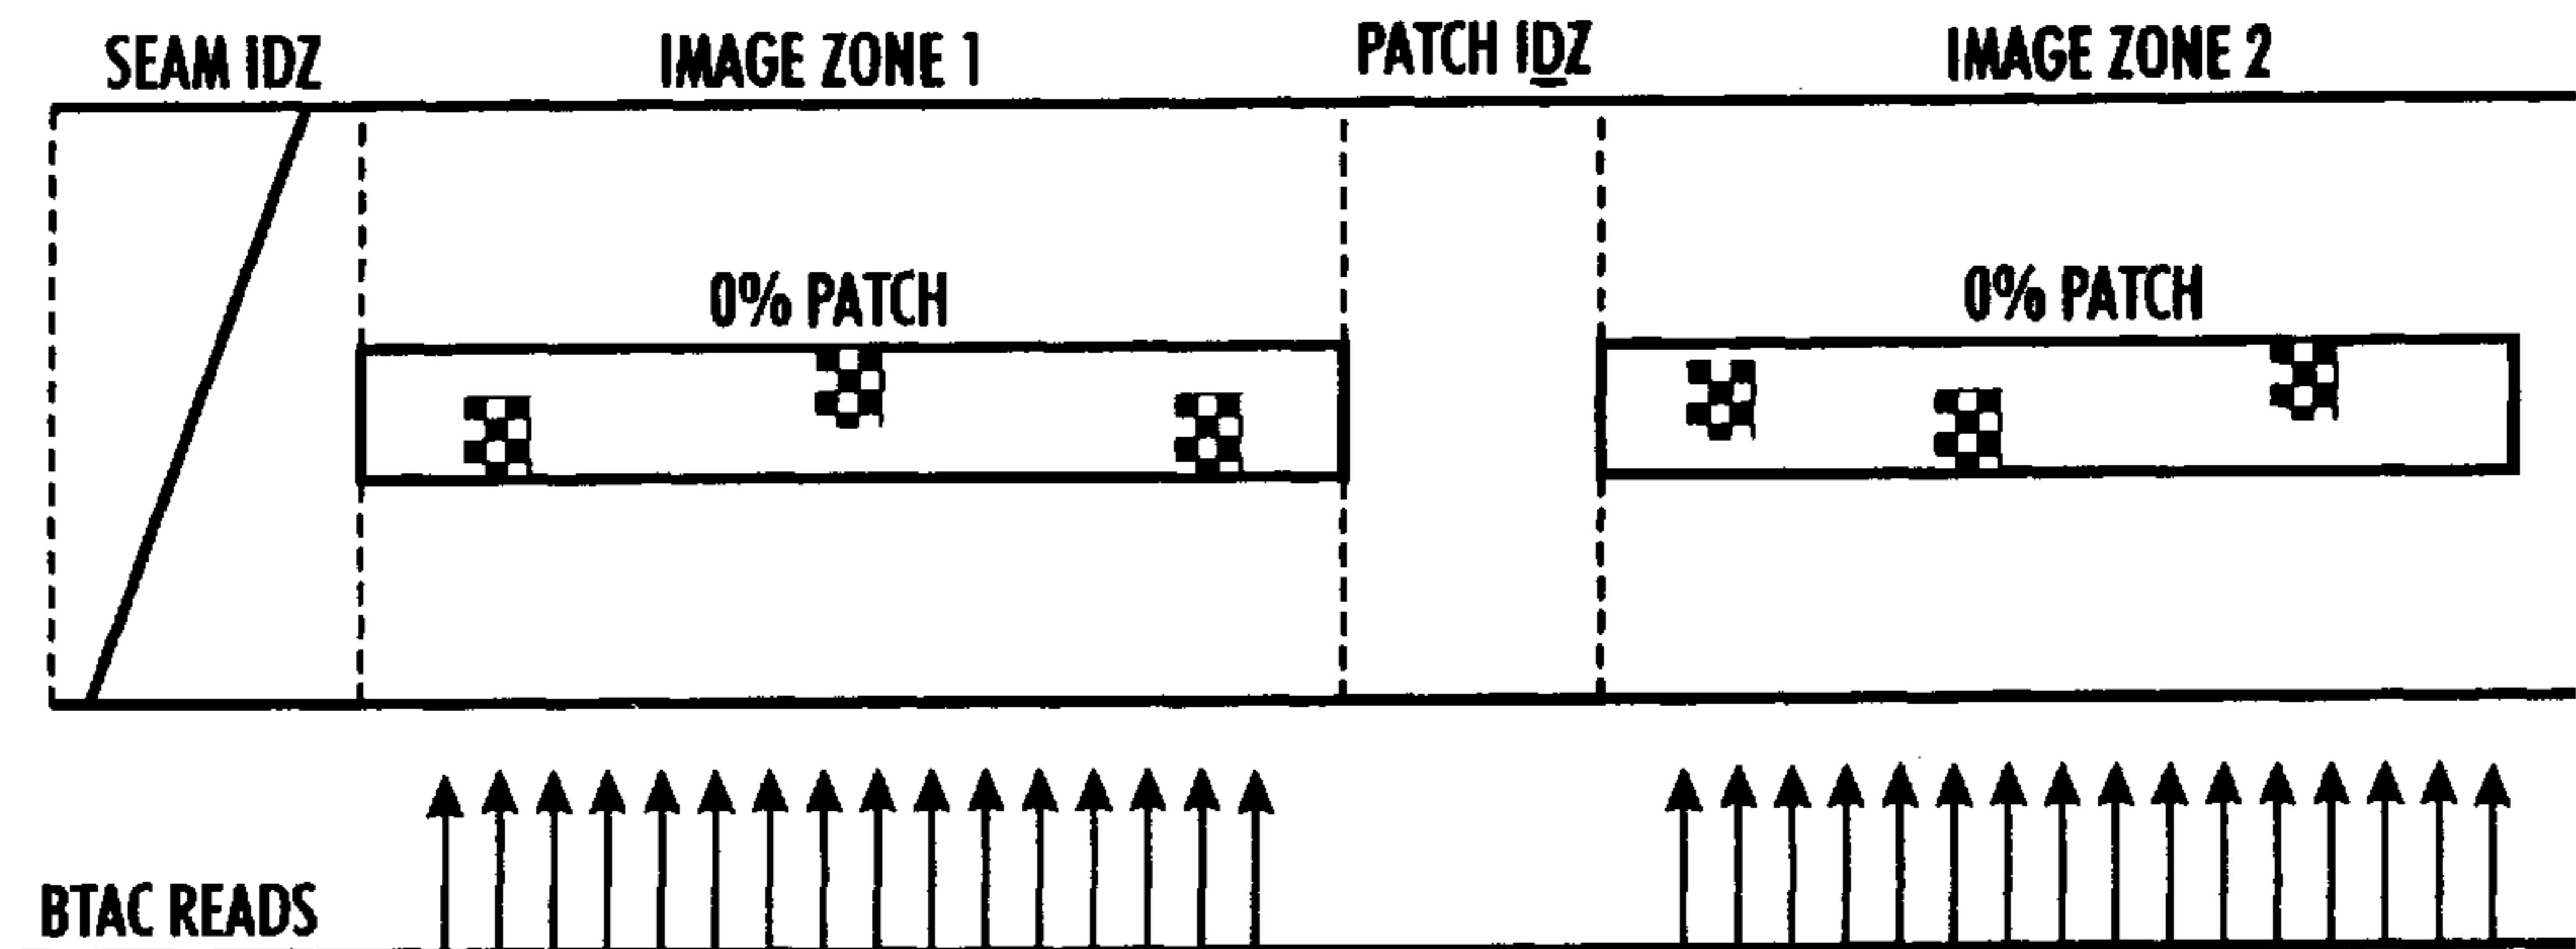 SEAM IDZ
IMAGE ZONE 1
PATCH IDZ
IMAGE ZONE 2
0% PATCH
0% PATCH
BTAC READS